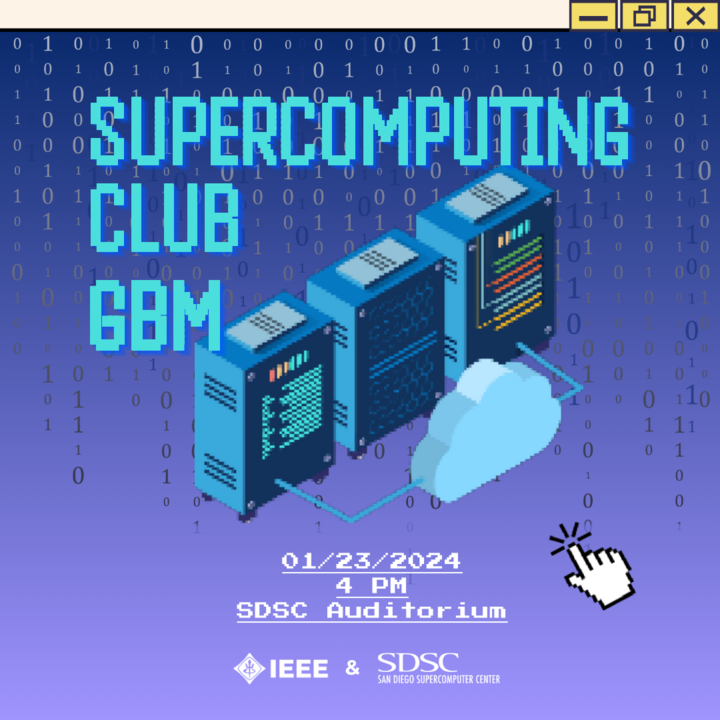 SUPERCOMPUTING
CLUB
GBM
01/23/2024
4 PM
SDSC Auditorium
IEEE & SDSC
SAN DIEGO SUPERCOMPUTER CENTER